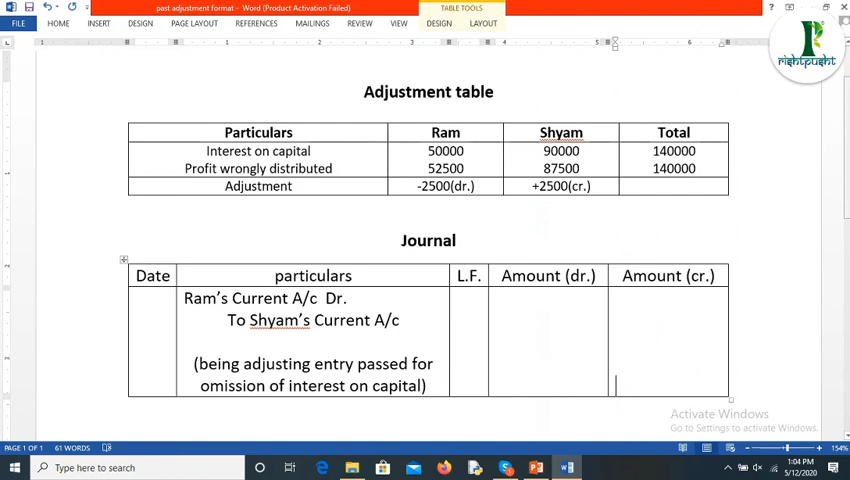 past adjustment format - Word (Product Activation Failed)
TABLE TOOLS
FILE HOME INSERT DESIGN PAGE LAYOUT REFERENCES MAILINGS REVIEW VIEW DESIGN LAYOUT
rishtpusht
Adjustment table
Particulars Ram Shyam Total
Interest on capital 50000 90000 140000
Profit wrongly distributed 52500 87500 140000
Adjustment -2500(dr.) +2500(cr.)
Journal
Date particulars L.F. Amount (dr.) Amount (cr.)
Ram's Current A/c Dr.
To Shyam's Current A/c
(being adjusting entry passed for
omission of interest on capital)
Activate Windows
Go to Settings to activate Windows.
PAGE 1 OF 1 61 WORDS 154%
Type here to search
1:04 PM
5/12/2020